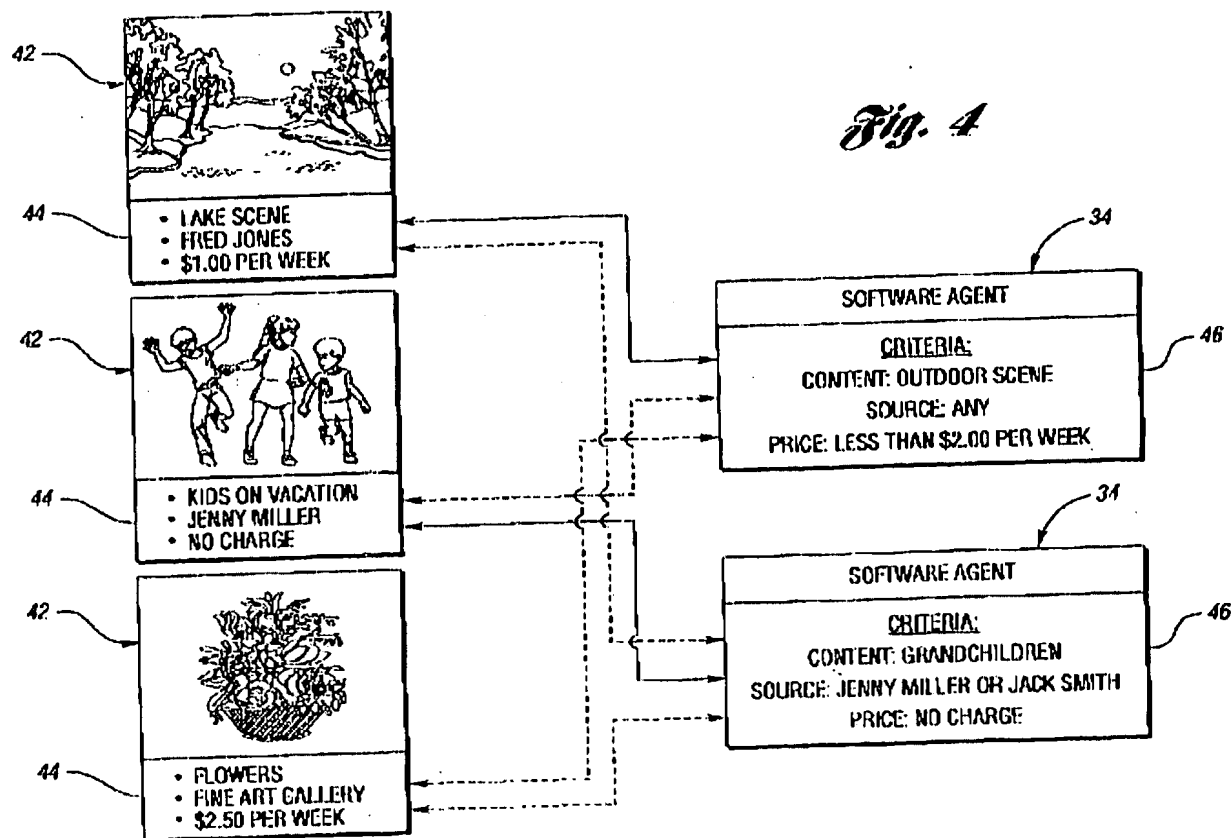 Fig. 4
42
44
• LAKE SCENE
• FRED JONES
• $1.00 PER WEEK
42
44
• KIDS ON VACATION
• JENNY MILLER
• NO CHARGE
42
44
• FLOWERS
• FINE ART GALLERY
• $2.50 PER WEEK
34
SOFTWARE AGENT
46
CRITERIA:
CONTENT: OUTDOOR SCENE
SOURCE: ANY
PRICE: LESS THAN $2.00 PER WEEK
34
SOFTWARE AGENT
46
CRITERIA:
CONTENT: GRANDCHILDREN
SOURCE: JENNY MILLER OR JACK SMITH
PRICE: NO CHARGE